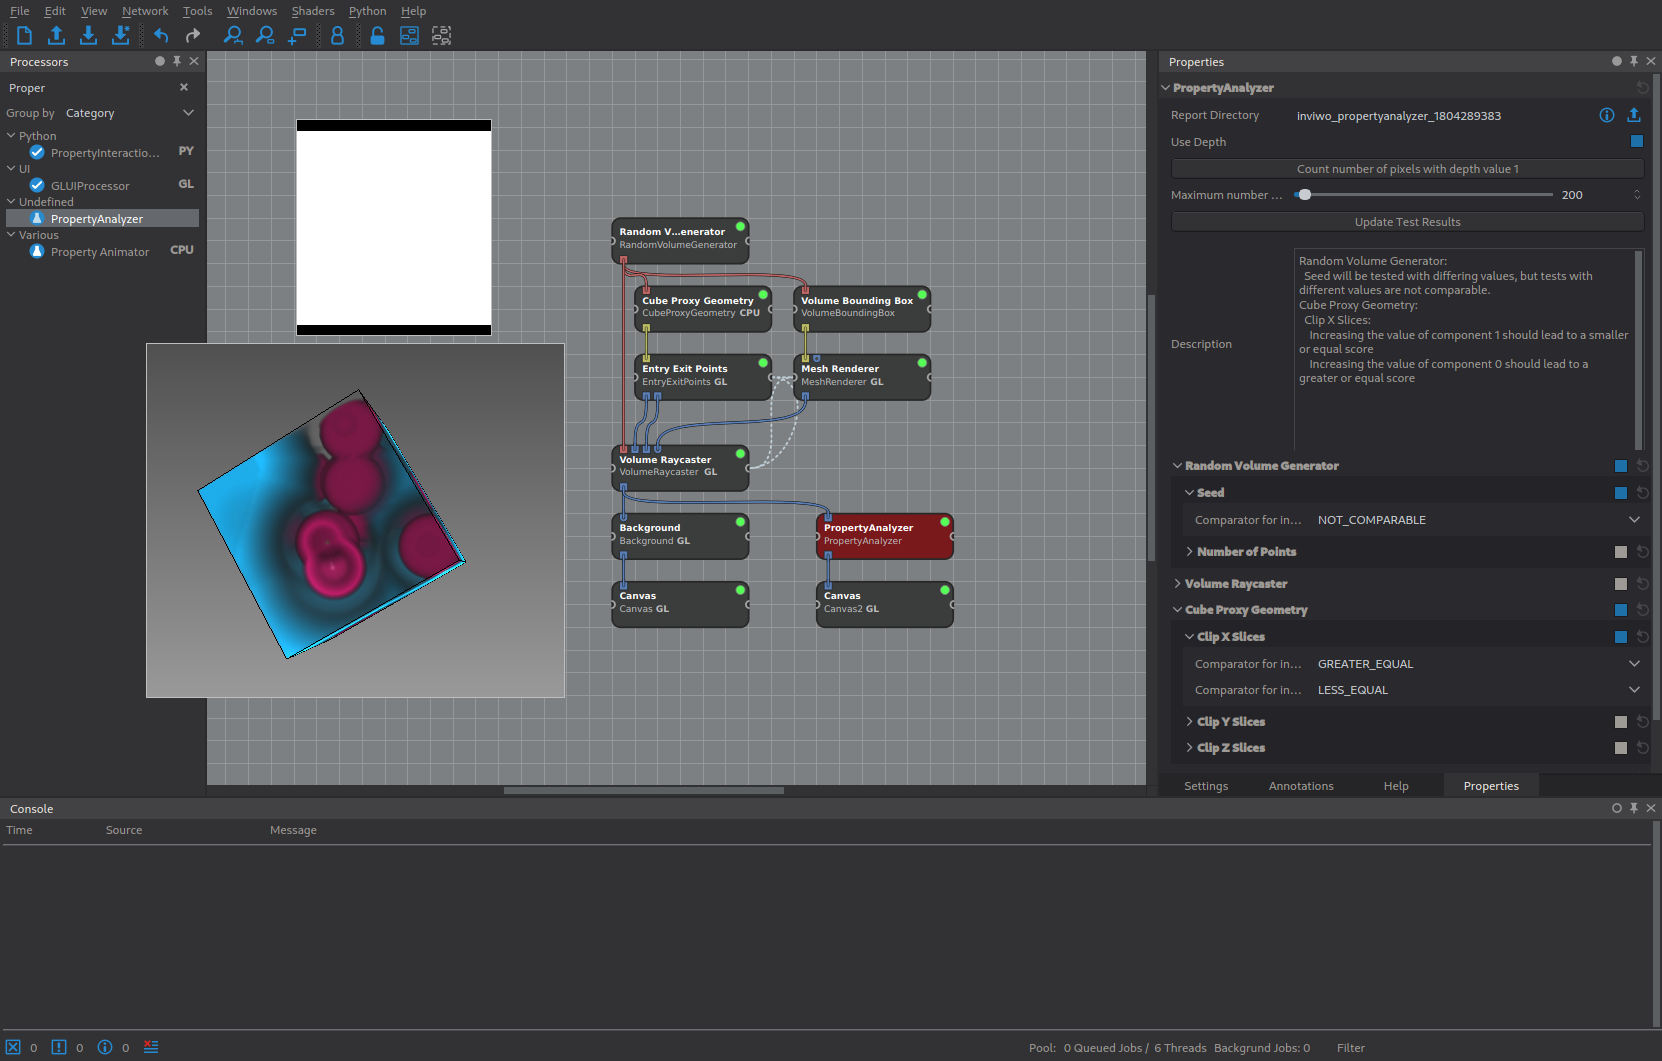 File Edit View Network Tools Windows Shaders Python Help
Processors
Proper
Group by Category
Python
PropertyInteractio... PY
UI
GLUIProcessor GL
Undefined
PropertyAnalyzer
Various
Property Animator CPU
Random V...enerator
RandomVolumeGenerator
Cube Proxy Geometry
CubeProxyGeometry CPU
Volume Bounding Box
VolumeBoundingBox
Entry Exit Points
EntryExitPoints GL
Mesh Renderer
MeshRenderer GL
Volume Raycaster
VolumeRaycaster GL
Background
Background GL
PropertyAnalyzer
PropertyAnalyzer
Canvas
Canvas GL
Canvas
Canvas2 GL
Properties
PropertyAnalyzer
Report Directory inviwo_propertyanalyzer_1804289383
Use Depth
Count number of pixels with depth value 1
Maximum number ... 200
Update Test Results
Description
Random Volume Generator:
Seed will be tested with differing values, but tests with
different values are not comparable.
Cube Proxy Geometry:
Clip X Slices:
Increasing the value of component 1 should lead to a smaller
or equal score
Increasing the value of component 0 should lead to a
greater or equal score
Random Volume Generator
Seed
Comparator for in... NOT_COMPARABLE
Number of Points
Volume Raycaster
Cube Proxy Geometry
Clip X Slices
Comparator for in... GREATER_EQUAL
Comparator for in... LESS_EQUAL
Clip Y Slices
Clip Z Slices
Settings Annotations Help Properties
Console
Time Source Message
0 0 0
Pool: 0 Queued Jobs / 6 Threads Backgrund Jobs: 0 Filter